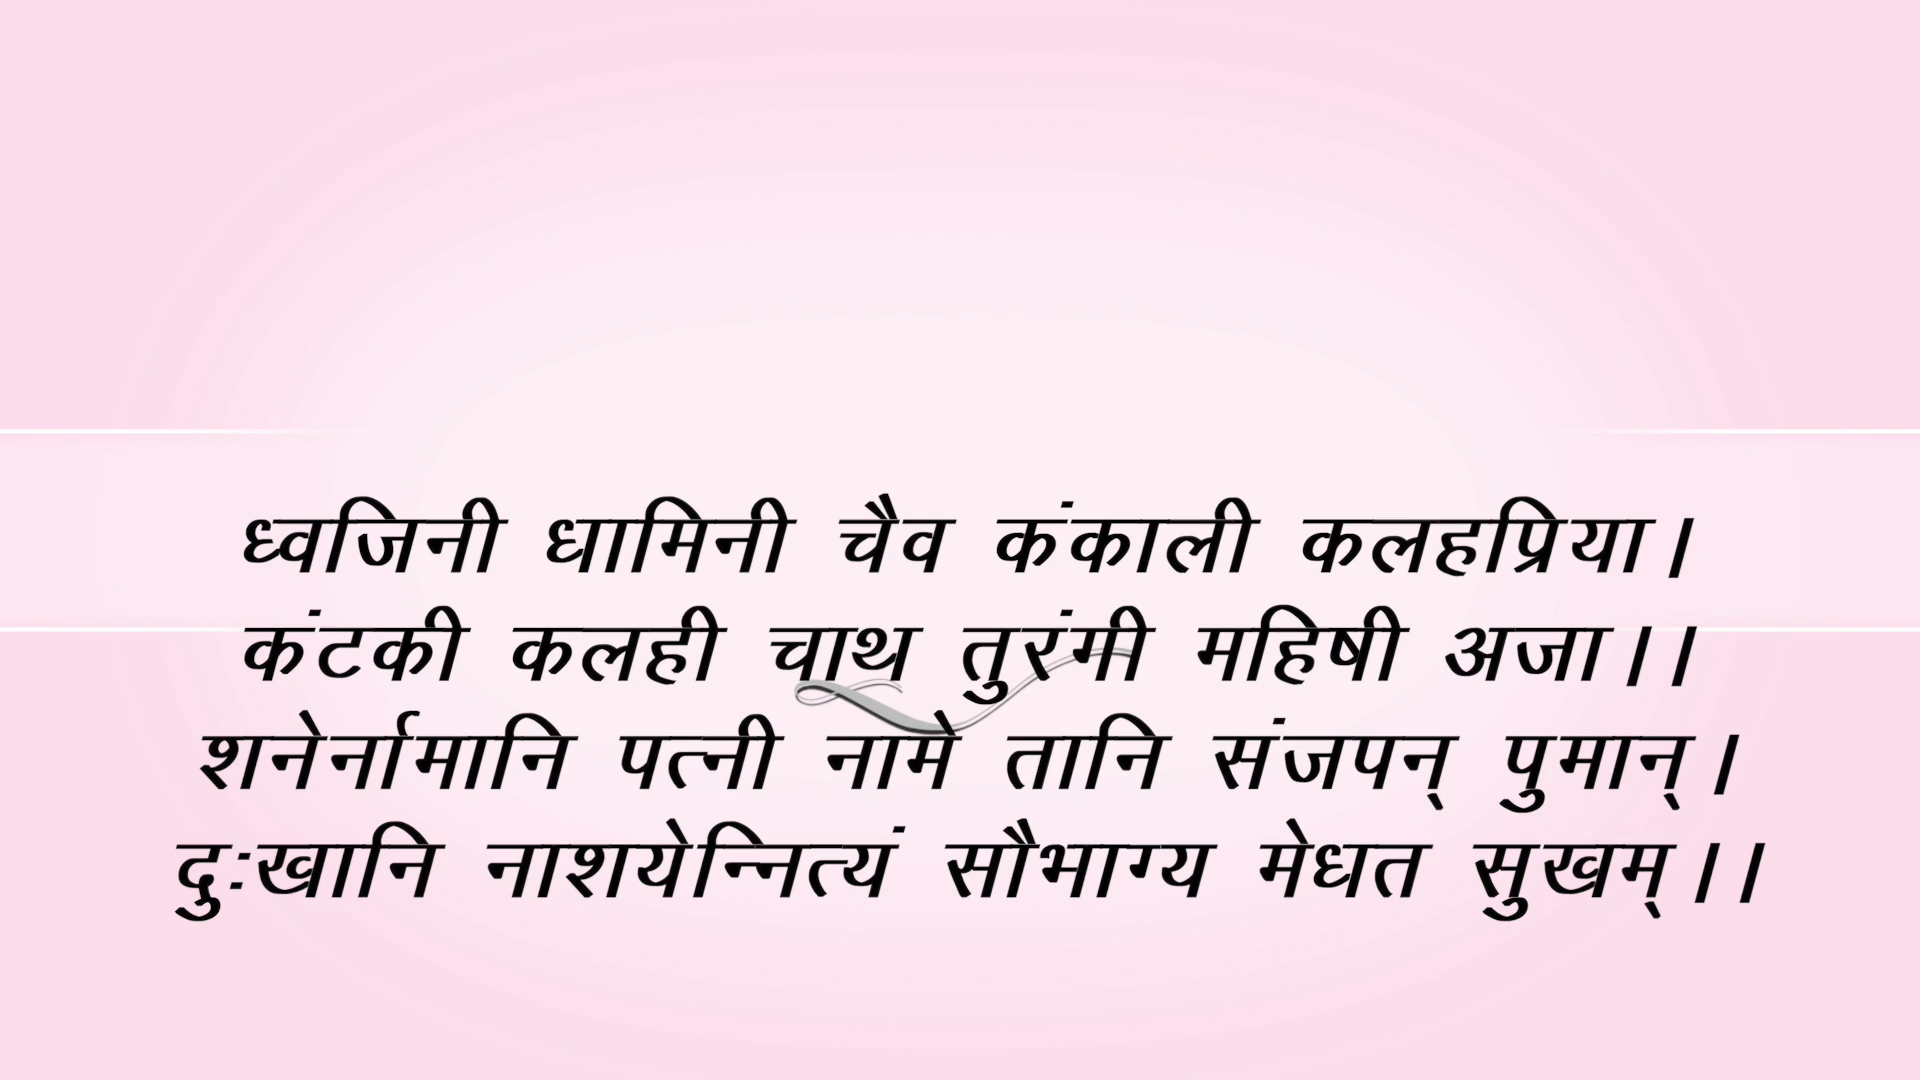 ध्वजिनी धामिनी चैव कंकाली कलहप्रिया।
कंटकी कलही चाथ तुरंमी महिषी अजा।।
शनेर्नामानि पत्नी नामे तानि संजपन् पुमान्।
दुःखानि नाशयेन्नित्यं सौभाग्य मेधत सुखम्।।